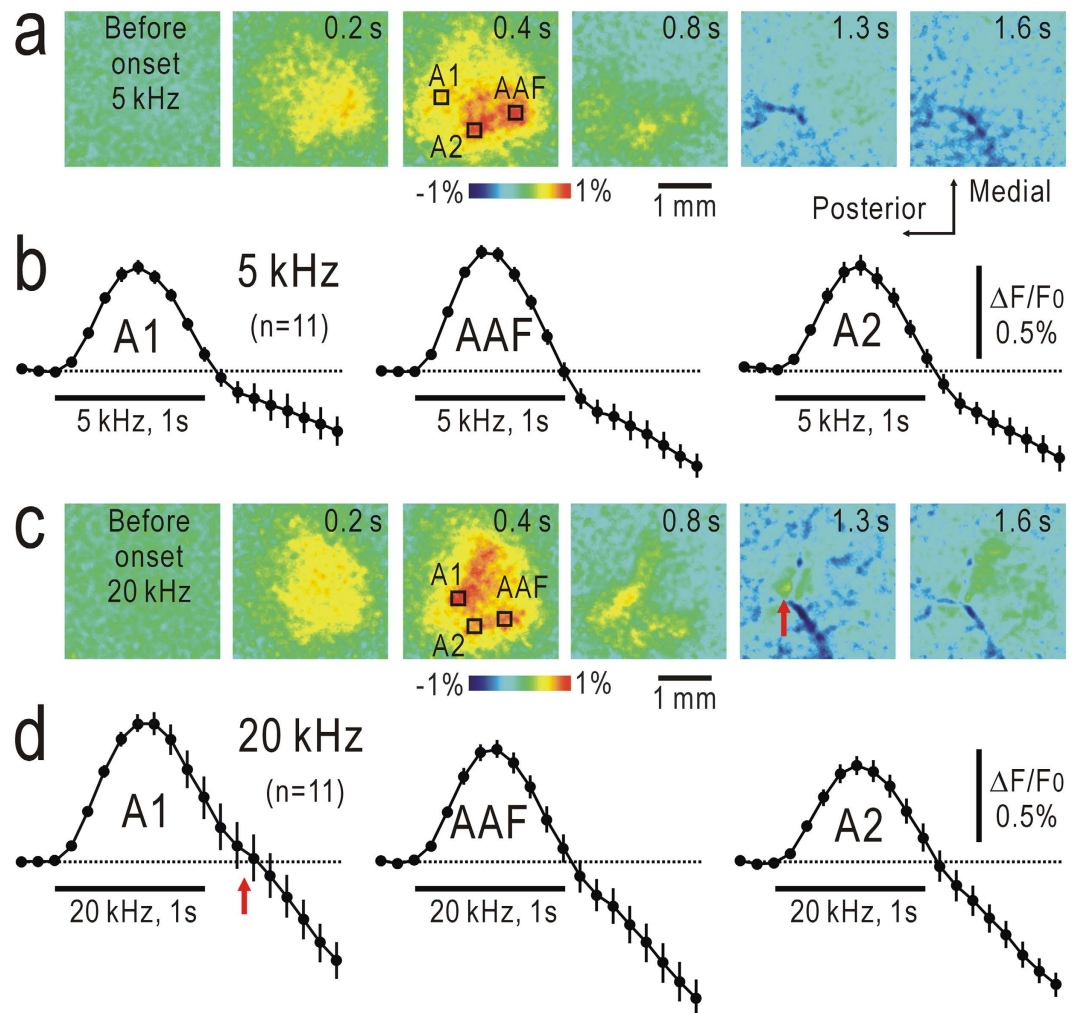 a
Before
onset
5 kHz
0.2 s
0.4 s
A1
AAF
A2
0.8 s
1.3 s
1.6 s
-1% 1%
1 mm
Posterior
Medial
b
5 kHz
(n=11)
A1
AAF
A2
ΔF/F0
0.5%
5 kHz, 1s
5 kHz, 1s
5 kHz, 1s
c
Before
onset
20 kHz
0.2 s
0.4 s
A1
AAF
A2
0.8 s
1.3 s
1.6 s
-1% 1%
1 mm
d
20 kHz
(n=11)
A1
AAF
A2
ΔF/F0
0.5%
20 kHz, 1s
20 kHz, 1s
20 kHz, 1s